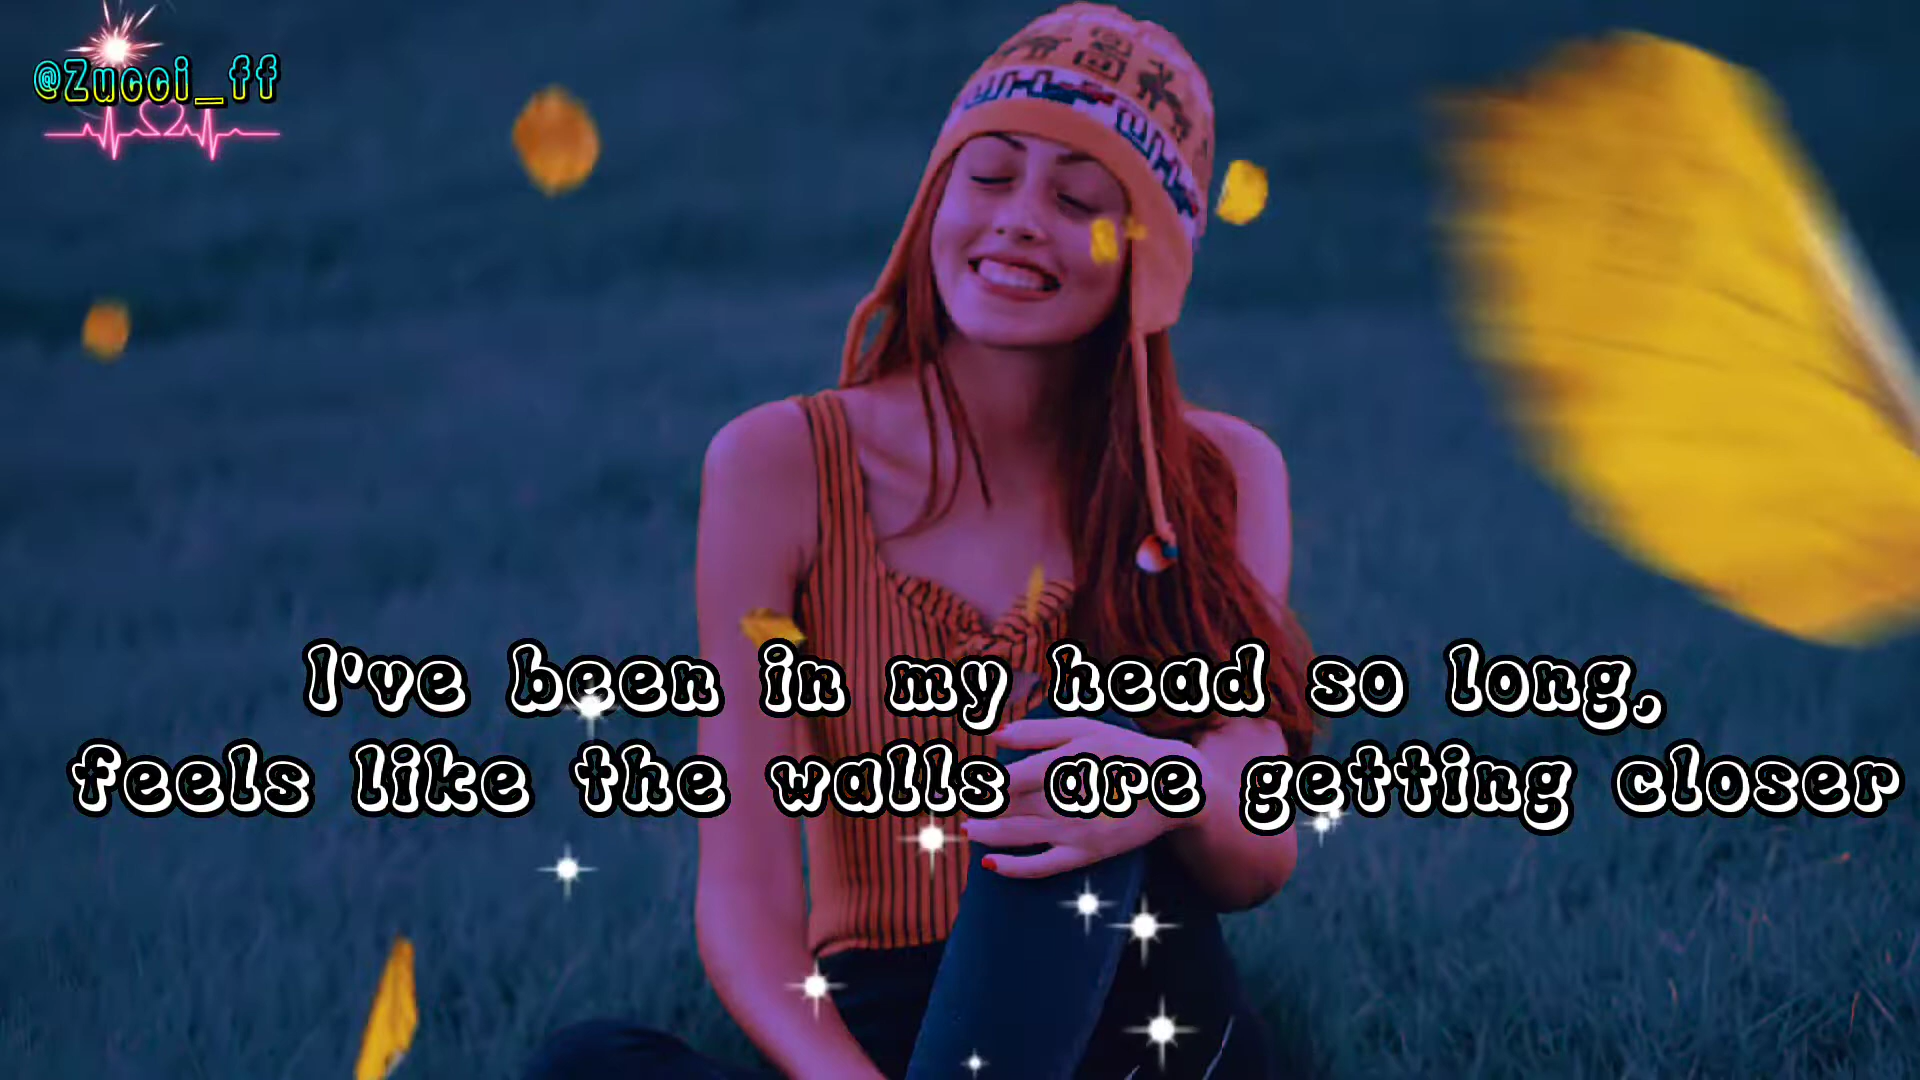 @Zucci_ff
I've been in my head so long,
feels like the walls are getting closer